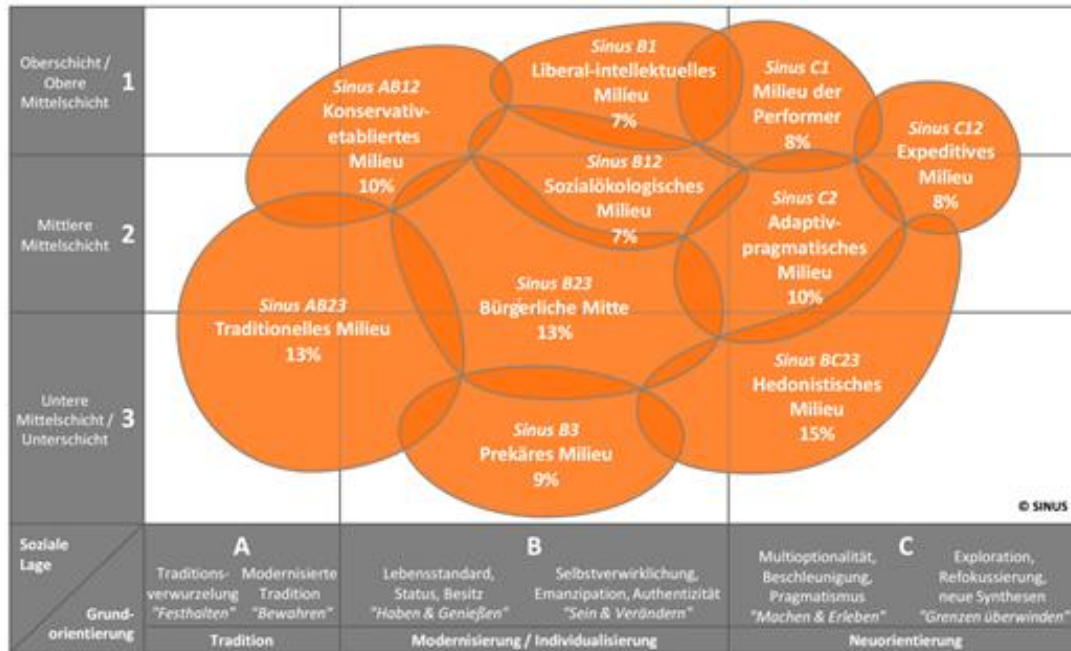 Oberschicht /
Obere
Mittelschicht
1
Mittlere
Mittelschicht
2
Untere
Mittelschicht /
Unterschicht
3
Sinus AB12
Konservativ-
etabliertes
Milieu
10%
Sinus B1
Liberal-intellektuelles
Milieu
7%
Sinus C1
Milieu der
Performer
8%
Sinus C12
Expeditives
Milieu
8%
Sinus B12
Sozialökologisches
Milieu
7%
Sinus C2
Adaptiv-
pragmatisches
Milieu
10%
Sinus AB23
Traditionelles Milieu
13%
Sinus B23
Bürgerliche Mitte
13%
Sinus BC23
Hedonistisches
Milieu
15%
Sinus B3
Prekäres Milieu
9%
© SINUS
Soziale
Lage
Grund-
orientierung
A
Traditions-
verwurzelung
"Festhalten"
Modernisierte
Tradition
"Bewahren"
Tradition
B
Lebensstandard,
Status, Besitz
"Haben & Genießen"
Selbstverwirklichung,
Emanzipation, Authentizität
"Sein & Verändern"
Modernisierung / Individualisierung
C
Multioptionalität,
Beschleunigung,
Pragmatismus
"Machen & Erleben"
Exploration,
Refokussierung,
neue Synthesen
"Grenzen überwinden"
Neuorientierung